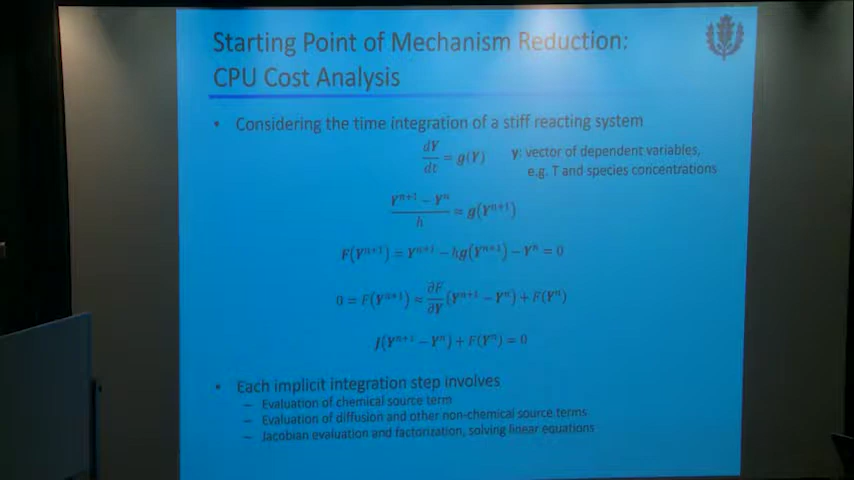 Starting Point of Mechanism Reduction:
CPU Cost Analysis
• Considering the time integration of a stiff reacting system
dY/dt = g(Y) y: vector of dependent variables,
e.g. T and species concentrations
(Y^{n+1} − Y^n)/h ≈ g(Y^{n+1})
F(Y^{n+1}) = Y^{n+1} − hg(Y^{n+1}) − Y^n = 0
0 = F(Y^{n+1}) ≈ ∂F/∂Y (Y^{n+1} − Y^n) + F(Y^n)
J(Y^{n+1} − Y^n) + F(Y^n) = 0
• Each implicit integration step involves
– Evaluation of chemical source term
– Evaluation of diffusion and other non-chemical source terms
– Jacobian evaluation and factorization, solving linear equations